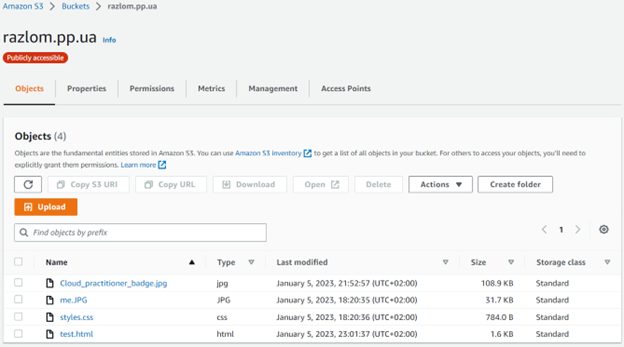 Amazon S3 > Buckets > razlom.pp.ua
razlom.pp.ua Info
Publicly accessible
Objects Properties Permissions Metrics Management Access Points
Objects (4)
Objects are the fundamental entities stored in Amazon S3. You can use Amazon S3 inventory to get a list of all objects in your bucket. For others to access your objects, you'll need to
explicitly grant them permissions. Learn more
Copy S3 URI Copy URL Download Open Delete Actions Create folder
Upload
Find objects by prefix 1
Name Type Last modified Size Storage class
Cloud_practitioner_badge.jpg jpg January 5, 2023, 21:52:57 (UTC+02:00) 108.9 KB Standard
me.JPG JPG January 5, 2023, 18:20:35 (UTC+02:00) 31.7 KB Standard
styles.css css January 5, 2023, 18:20:36 (UTC+02:00) 784.0 B Standard
test.html html January 5, 2023, 23:01:37 (UTC+02:00) 1.6 KB Standard